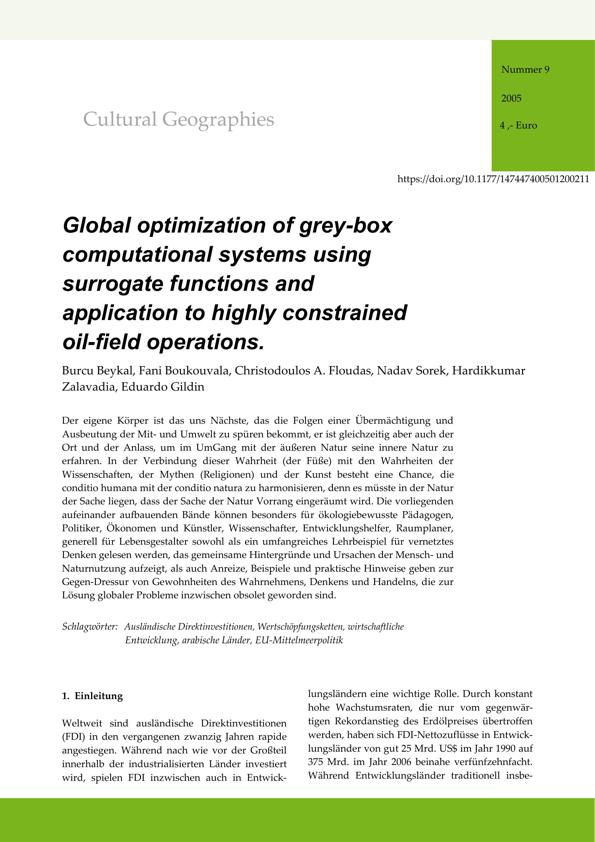 Nummer 9
2005
4 ,- Euro
Cultural Geographies
https://doi.org/10.1177/147447400501200211
Global optimization of grey-box
computational systems using
surrogate functions and
application to highly constrained
oil-field operations.
Burcu Beykal, Fani Boukouvala, Christodoulos A. Floudas, Nadav Sorek, Hardikkumar
Zalavadia, Eduardo Gildin
Der eigene Körper ist das uns Nächste, das die Folgen einer Übermächtigung und
Ausbeutung der Mit- und Umwelt zu spüren bekommt, er ist gleichzeitig aber auch der
Ort und der Anlass, um im UmGang mit der äußeren Natur seine innere Natur zu
erfahren. In der Verbindung dieser Wahrheit (der Füße) mit den Wahrheiten der
Wissenschaften, der Mythen (Religionen) und der Kunst besteht eine Chance, die
conditio humana mit der conditio natura zu harmonisieren, denn es müsste in der Natur
der Sache liegen, dass der Sache der Natur Vorrang eingeräumt wird. Die vorliegenden
aufeinander aufbauenden Bände können besonders für ökologiebewusste Pädagogen,
Politiker, Ökonomen und Künstler, Wissenschafter, Entwicklungshelfer, Raumplaner,
generell für Lebensgestalter sowohl als ein umfangreiches Lehrbeispiel für vernetztes
Denken gelesen werden, das gemeinsame Hintergründe und Ursachen der Mensch- und
Naturnutzung aufzeigt, als auch Anreize, Beispiele und praktische Hinweise geben zur
Gegen-Dressur von Gewohnheiten des Wahrnehmens, Denkens und Handelns, die zur
Lösung globaler Probleme inzwischen obsolet geworden sind.
Schlagwörter: Ausländische Direktinvestitionen, Wertschöpfungsketten, wirtschaftliche
Entwicklung, arabische Länder, EU-Mittelmeerpolitik
1. Einleitung
Weltweit sind ausländische Direktinvestitionen
(FDI) in den vergangenen zwanzig Jahren rapide
angestiegen. Während nach wie vor der Großteil
innerhalb der industrialisierten Länder investiert
wird, spielen FDI inzwischen auch in Entwick-
lungsländern eine wichtige Rolle. Durch konstant
hohe Wachstumsraten, die nur vom gegenwär-
tigen Rekordanstieg des Erdölpreises übertroffen
werden, haben sich FDI-Nettozuflüsse in Entwick-
lungsländer von gut 25 Mrd. US$ im Jahr 1990 auf
375 Mrd. im Jahr 2006 beinahe verfünfzehnfacht.
Während Entwicklungsländer traditionell insbe-